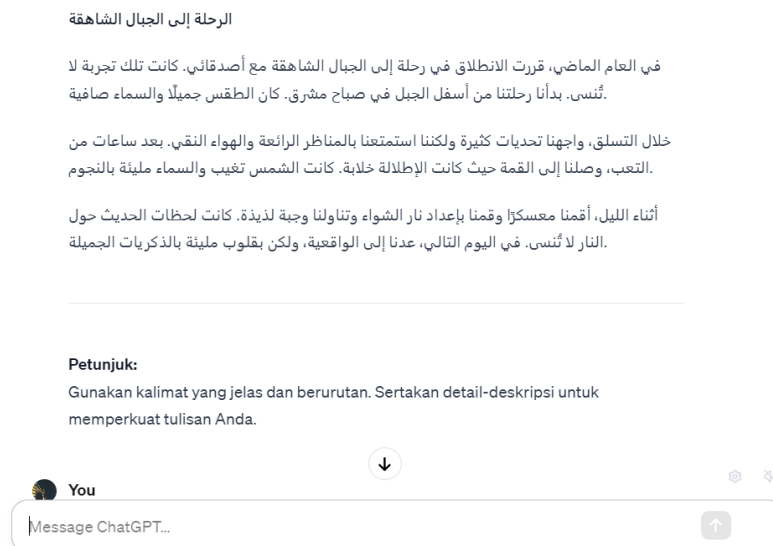 الرحلة إلى الجبال الشاهقة
في العام الماضي، قررت الانطلاق في رحلة إلى الجبال الشاهقة مع أصدقائي. كانت تلك تجربة لا
تُنسى. بدأنا رحلتنا من أسفل الجبل في صباح مشرق. كان الطقس جميلًا والسماء صافية.
خلال التسلق، واجهنا تحديات كثيرة ولكننا استمتعنا بالمناظر الرائعة والهواء النقي. بعد ساعات من
التعب، وصلنا إلى القمة حيث كانت الإطلالة خلابة. كانت الشمس تغيب والسماء مليئة بالنجوم.
أثناء الليل، أقمنا معسكرًا وقمنا بإعداد نار الشواء وتناولنا وجبة لذيذة. كانت لحظات الحديث حول
النار لا تُنسى. في اليوم التالي، عدنا إلى الواقعية، ولكن بقلوب مليئة بالذكريات الجميلة.
Petunjuk:
Gunakan kalimat yang jelas dan berurutan. Sertakan detail-deskripsi untuk
memperkuat tulisan Anda.
You
Message ChatGPT...